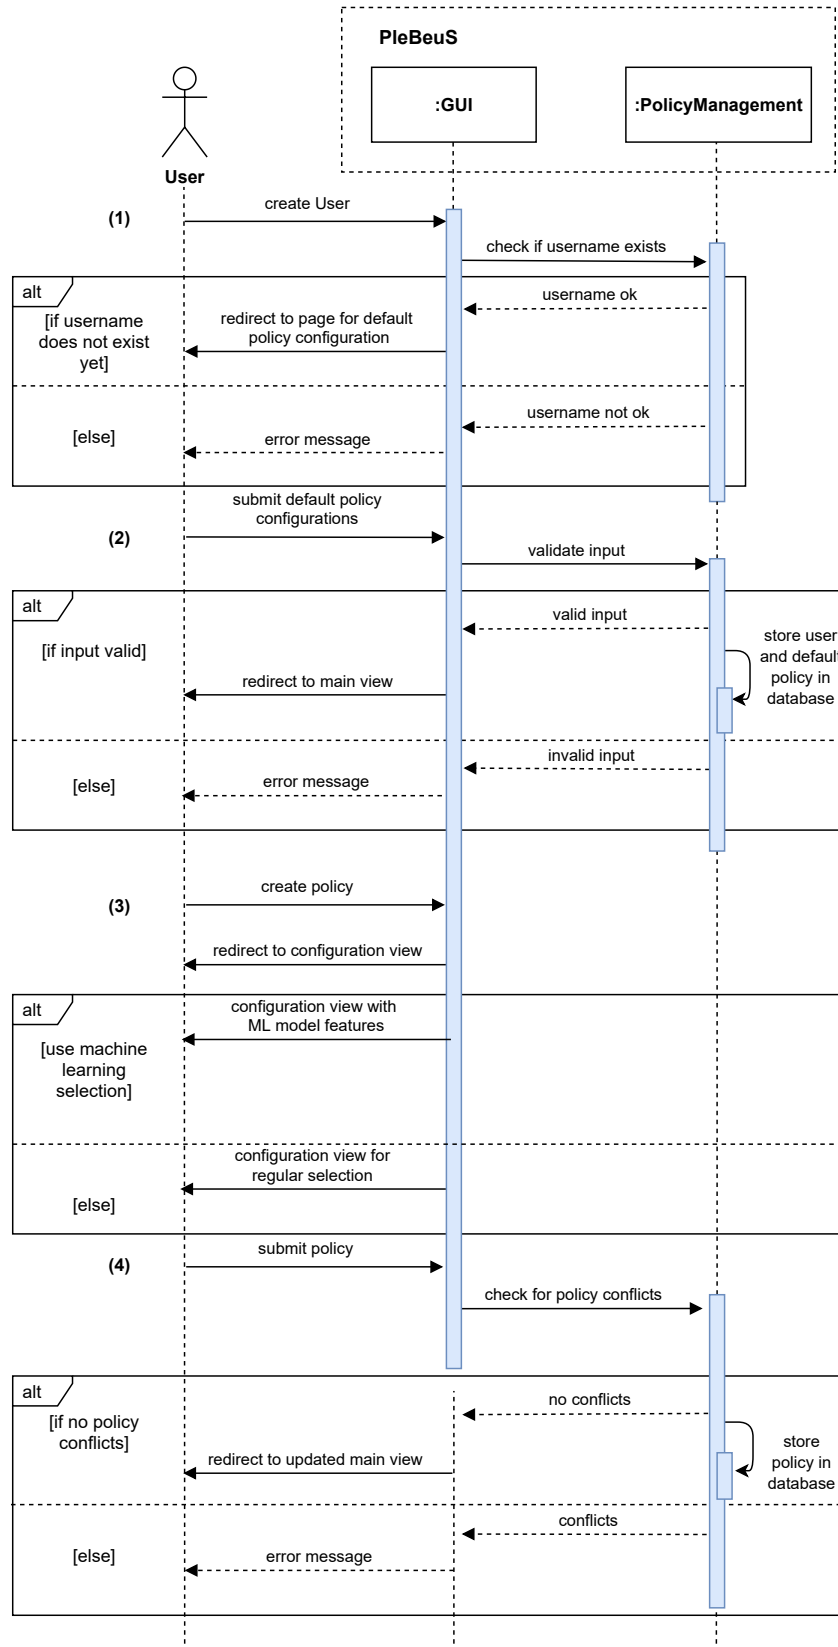 PleBeuS
:GUI
:PolicyManagement
User
(1)
create User
check if username exists
alt
[if username
does not exist
yet]
username ok
redirect to page for default
policy configuration
username not ok
[else]
error message
submit default policy
configurations
(2)
validate input
alt
[if input valid]
valid input
store user
and default
policy in
database
redirect to main view
invalid input
[else]
error message
create policy
(3)
redirect to configuration view
alt
[use machine
learning
selection]
configuration view with
ML model features
configuration view for
regular selection
[else]
(4)
submit policy
check for policy conflicts
alt
[if no policy
conflicts]
no conflicts
store
policy in
database
redirect to updated main view
conflicts
[else]
error message